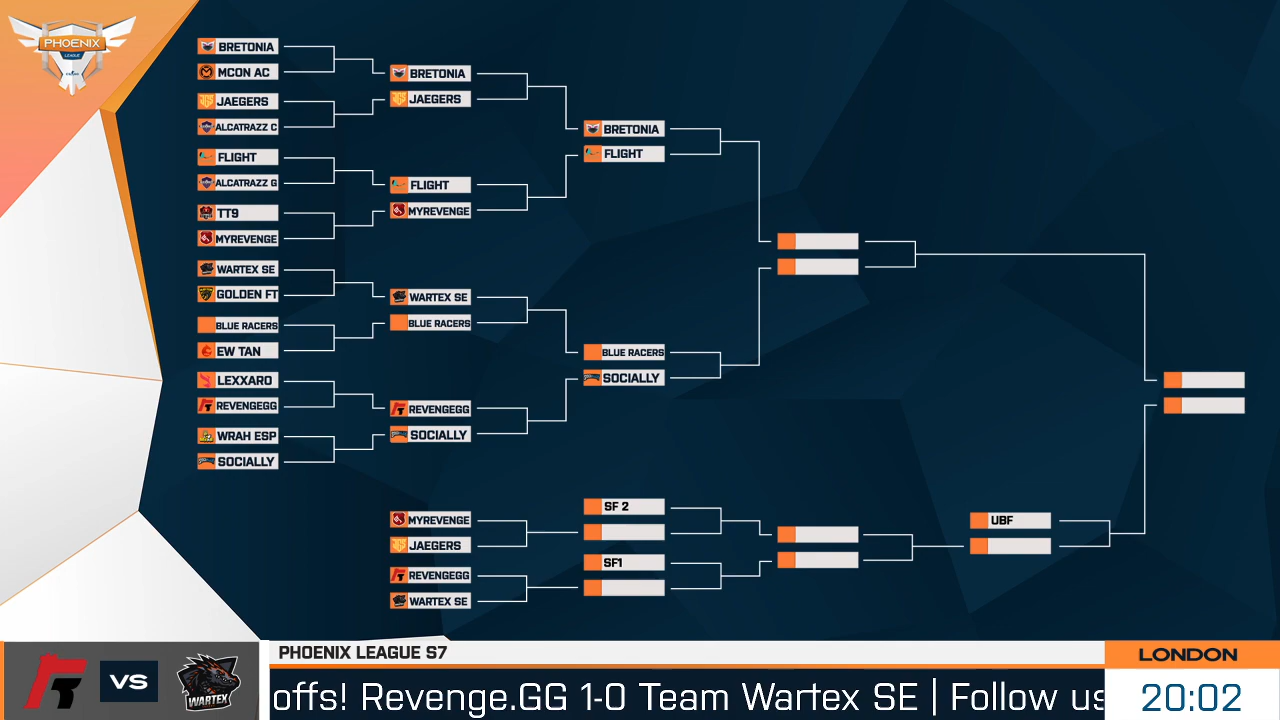 PHOENIX
LEAGUE
BRETONIA
MCON AC
JAEGERS
ALCATRAZZ C
FLIGHT
ALCATRAZZ G
TT9
MYREVENGE
WARTEX SE
GOLDEN FT
BLUE RACERS
EW TAN
LEXXARO
REVENGEGG
WRAH ESP
SOCIALLY
BRETONIA
JAEGERS
FLIGHT
MYREVENGE
WARTEX SE
BLUE RACERS
REVENGEGG
SOCIALLY
BRETONIA
FLIGHT
BLUE RACERS
SOCIALLY
MYREVENGE
JAEGERS
REVENGEGG
WARTEX SE
SF 2
SF1
UBF
VS
WARTEX
PHOENIX LEAGUE S7
offs! Revenge.GG 1-0 Team Wartex SE | Follow us
LONDON
20:02